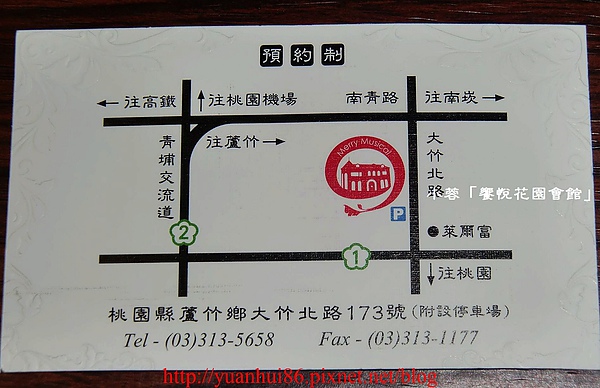 預約制
←往高鐵
↑往桃園機場
南青路
往南崁→
往蘆竹→
青埔交流道
Merry Musical
大竹北路
小蓉「饗悅花園會館」
P
萊爾富
2
1
↓往桃園
桃園縣蘆竹鄉大竹北路173號(附設停車場)
Tel - (03)313-5658 Fax - (03)313-1177
http://yuanhui86.pixnet.net/blog